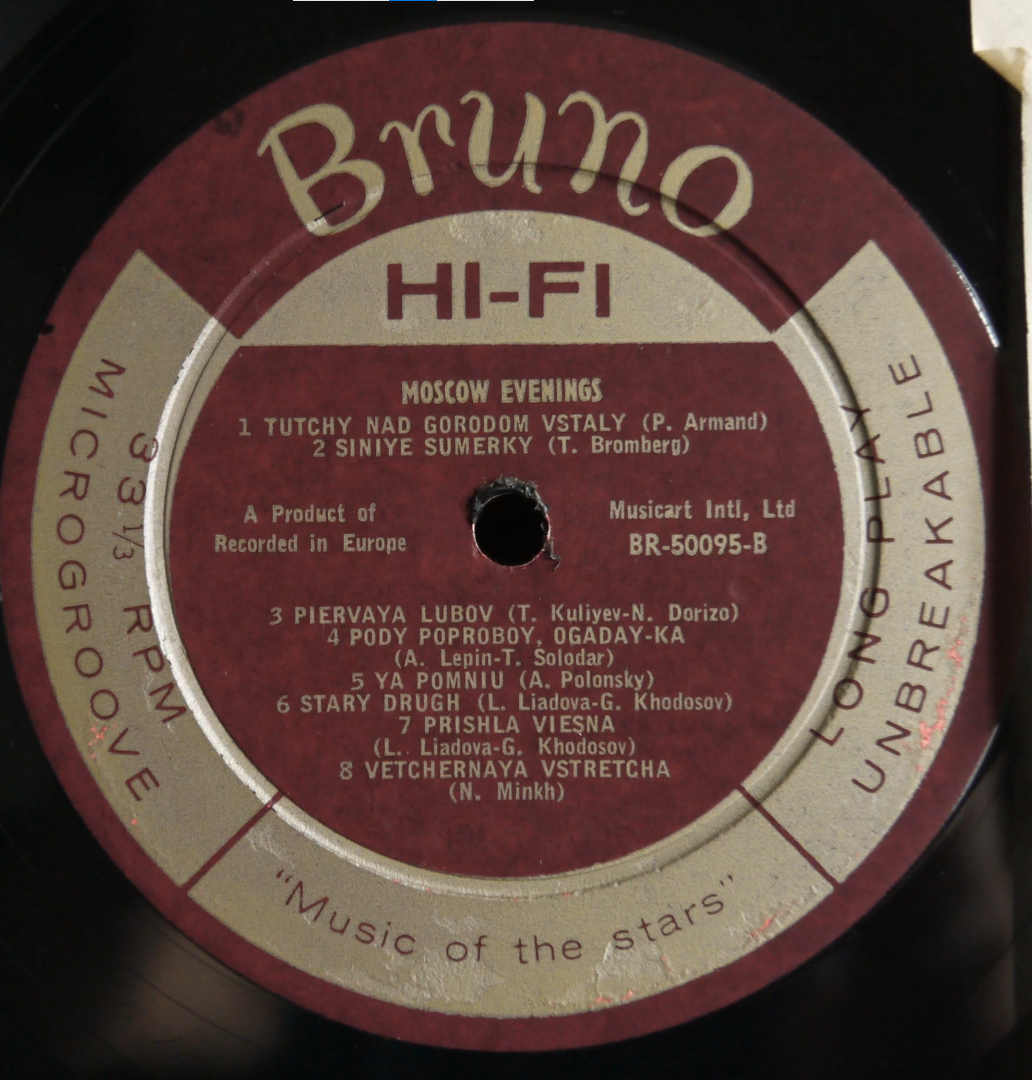 Bruno
HI-FI
MOSCOW EVENINGS
1 TUTCHY NAD GORODOM VSTALY (P. Armand)
2 SINIYE SUMERKY (T. Bromberg)
A Product of
Recorded in Europe
Musicart Intl, Ltd
BR-50095-B
3 PIERVAYA LUBOV (T. Kuliyev-N. Dorizo)
4 PODY POPROBOY, OGADAY-KA
(A. Lepin-T. Solodar)
5 YA POMNIU (A. Polonsky)
6 STARY DRUGH (L. Liadova-G. Khodosov)
7 PRISHLA VIESNA
(L. Liadova-G. Khodosov)
8 VETCHERNAYA VSTRETCHA
(N. Minkh)
33 1/3 RPM
MICROGROOVE
LONG PLAY
UNBREAKABLE
"Music of the stars"